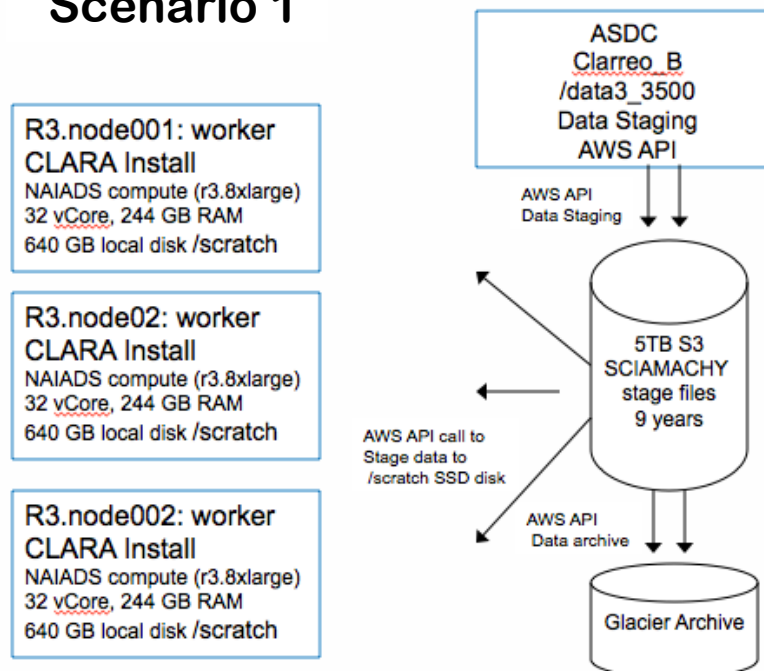 Scenario 1
R3.node001: worker
CLARA Install
NAIADS compute (r3.8xlarge)
32 vCore, 244 GB RAM
640 GB local disk /scratch
R3.node02: worker
CLARA Install
NAIADS compute (r3.8xlarge)
32 vCore, 244 GB RAM
640 GB local disk /scratch
R3.node002: worker
CLARA Install
NAIADS compute (r3.8xlarge)
32 vCore, 244 GB RAM
640 GB local disk /scratch
ASDC
Clarreo_B
/data3_3500
Data Staging
AWS API
AWS API
Data Staging
5TB S3
SCIAMACHY
stage files
9 years
AWS API call to
Stage data to
/scratch SSD disk
AWS API
Data archive
Glacier Archive